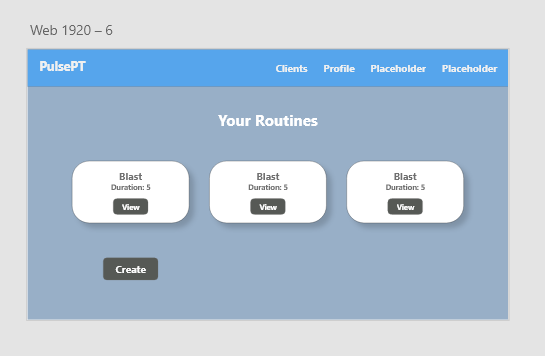 Web 1920 – 6
PulsePT
Clients Profile Placeholder Placeholder
Your Routines
Blast
Duration: 5
View
Blast
Duration: 5
View
Blast
Duration: 5
View
Create